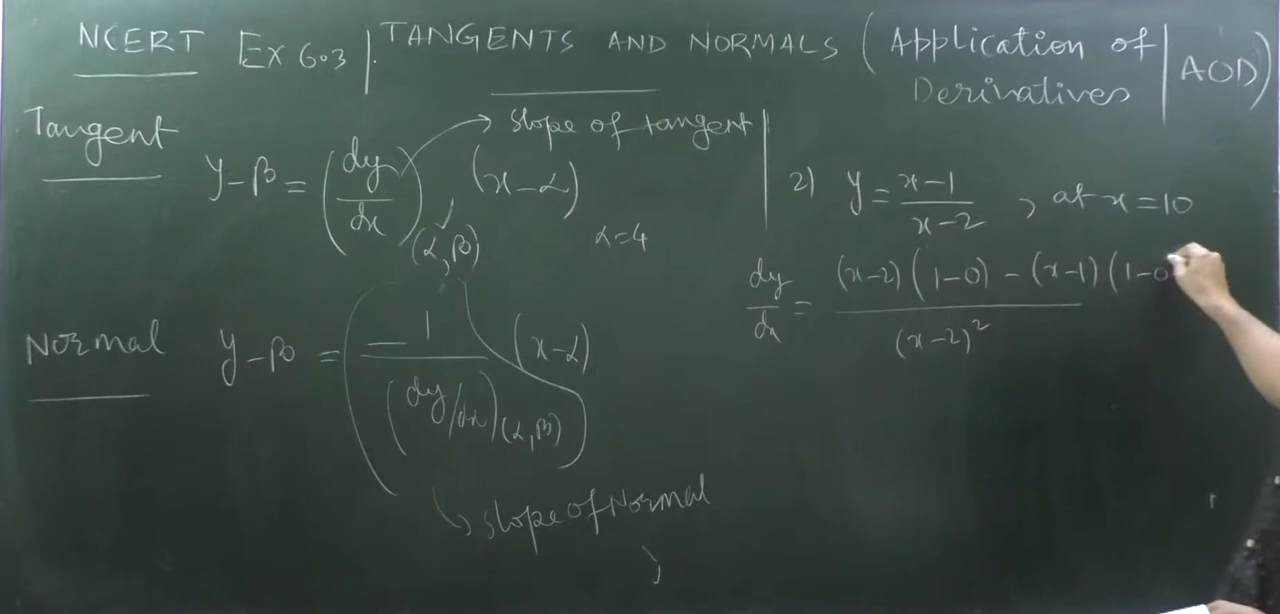 NCERT Ex 6.3 | TANGENTS AND NORMALS (Application of Derivatives | AOD)
Tangent
slope of tangent
y-β = (dy/dx)(α,β) (x-α)
α=4
Normal
y-β = -1/(dy/dx)(α,β) (x-α)
slope of Normal
2) y = x-1/x-2 , at x=10
dy/dx = (x-2)(1-0) - (x-1)(1-0
(x-2)²